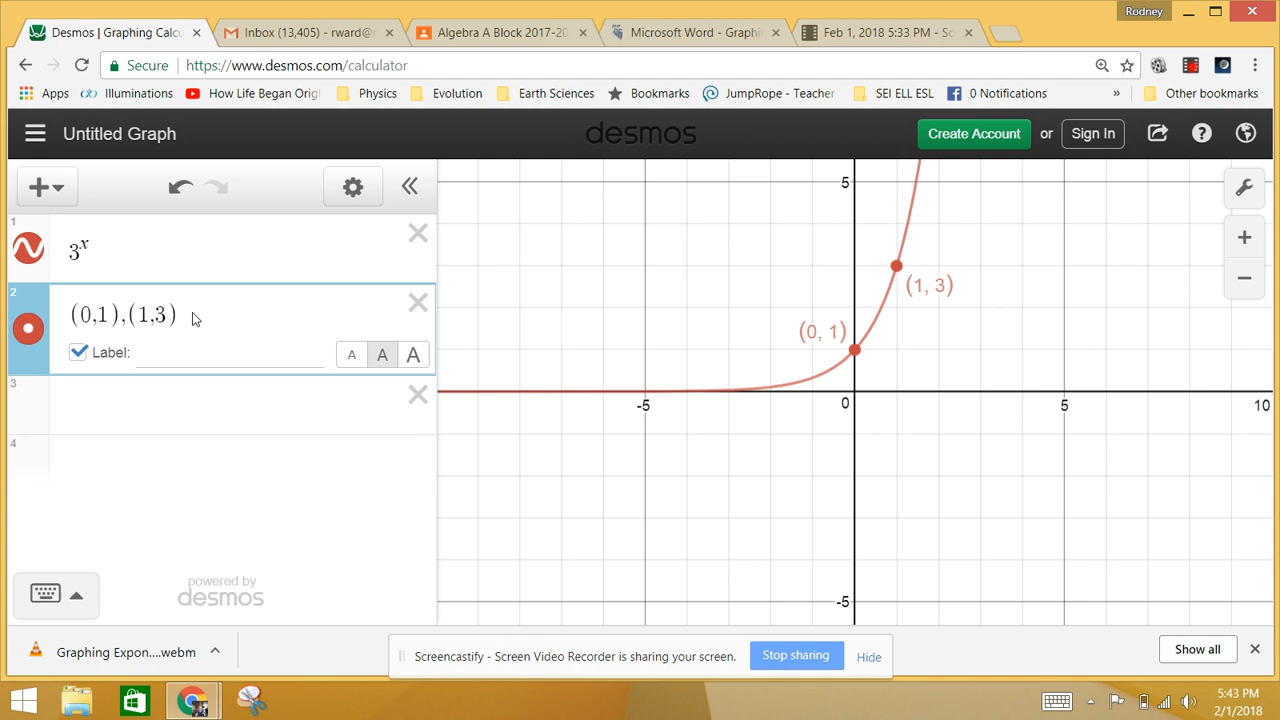 Rodney
Desmos | Graphing Calcu
Inbox (13,405) - rward@
Algebra A Block 2017-20
Microsoft Word - Graphi
Feb 1, 2018 5:33 PM - Sc
Secure
https://www.desmos.com/calculator
Apps
Illuminations
How Life Began Origi
Physics
Evolution
Earth Sciences
Bookmarks
JumpRope - Teacher
SEI ELL ESL
0 Notifications
»
Other bookmarks
Untitled Graph
desmos
Create Account
or
Sign In
1
3ˣ
2
(0,1),(1,3)
Label:
A A A
3
4
powered by
desmos
5
(1, 3)
(0, 1)
-5
0
5
10
-5
Graphing Expon....webm
Screencastify - Screen Video Recorder is sharing your screen.
Stop sharing
Hide
Show all
5:43 PM
2/1/2018